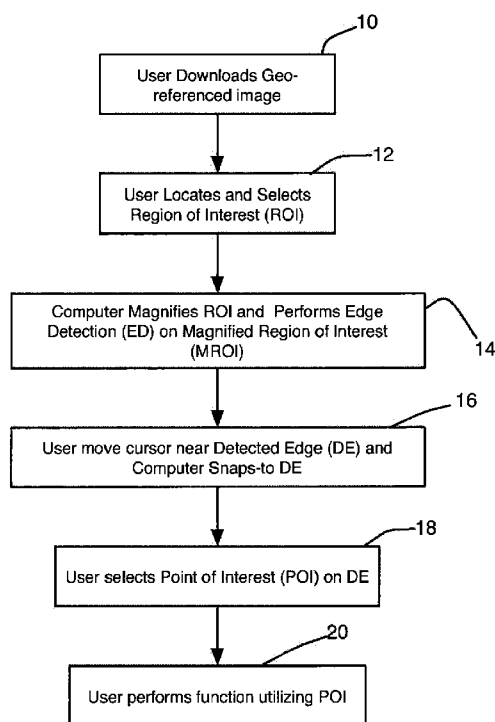 10
User Downloads Geo-
referenced image
12
User Locates and Selects
Region of Interest (ROI)
Computer Magnifies ROI and Performs Edge
Detection (ED) on Magnified Region of Interest
(MROI)
14
16
User move cursor near Detected Edge (DE) and
Computer Snaps-to DE
18
User selects Point of Interest (POI) on DE
20
User performs function utilizing POI